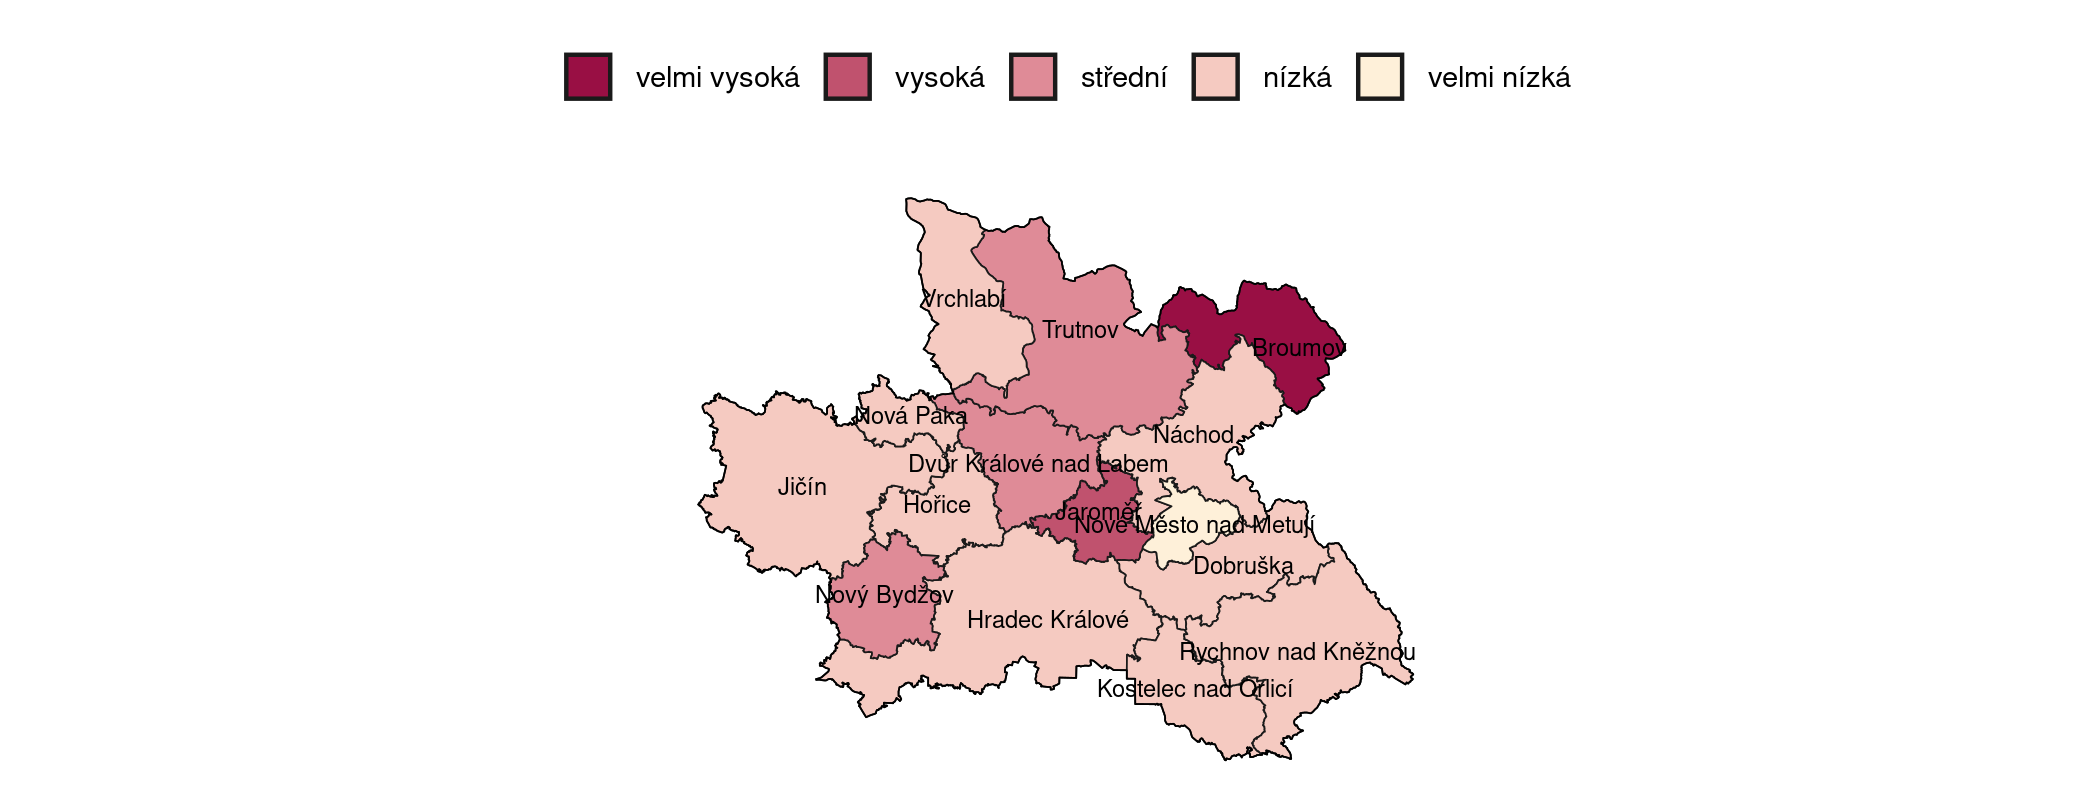 velmi vysoká
vysoká
střední
nízká
velmi nízká
Vrchlabí
Trutnov
Broumov
Nová Paka
Náchod
Dvůr Králové nad Labem
Jičín
Hořice
Jaroměř
Nové Město nad Metují
Dobruška
Nový Bydžov
Hradec Králové
Rychnov nad Kněžnou
Kostelec nad Orlicí